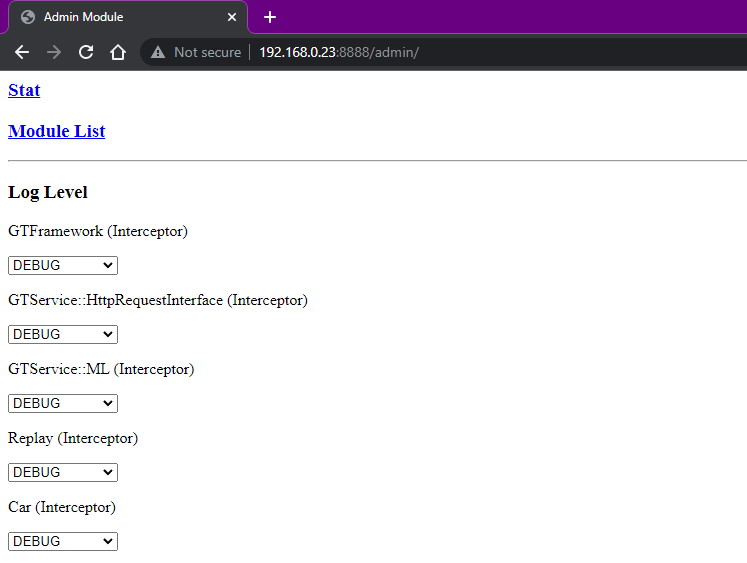 Admin Module
Not secure 192.168.0.23:8888/admin/
Stat
Module List
Log Level
GTFramework (Interceptor)
DEBUG
GTService::HttpRequestInterface (Interceptor)
DEBUG
GTService::ML (Interceptor)
DEBUG
Replay (Interceptor)
DEBUG
Car (Interceptor)
DEBUG